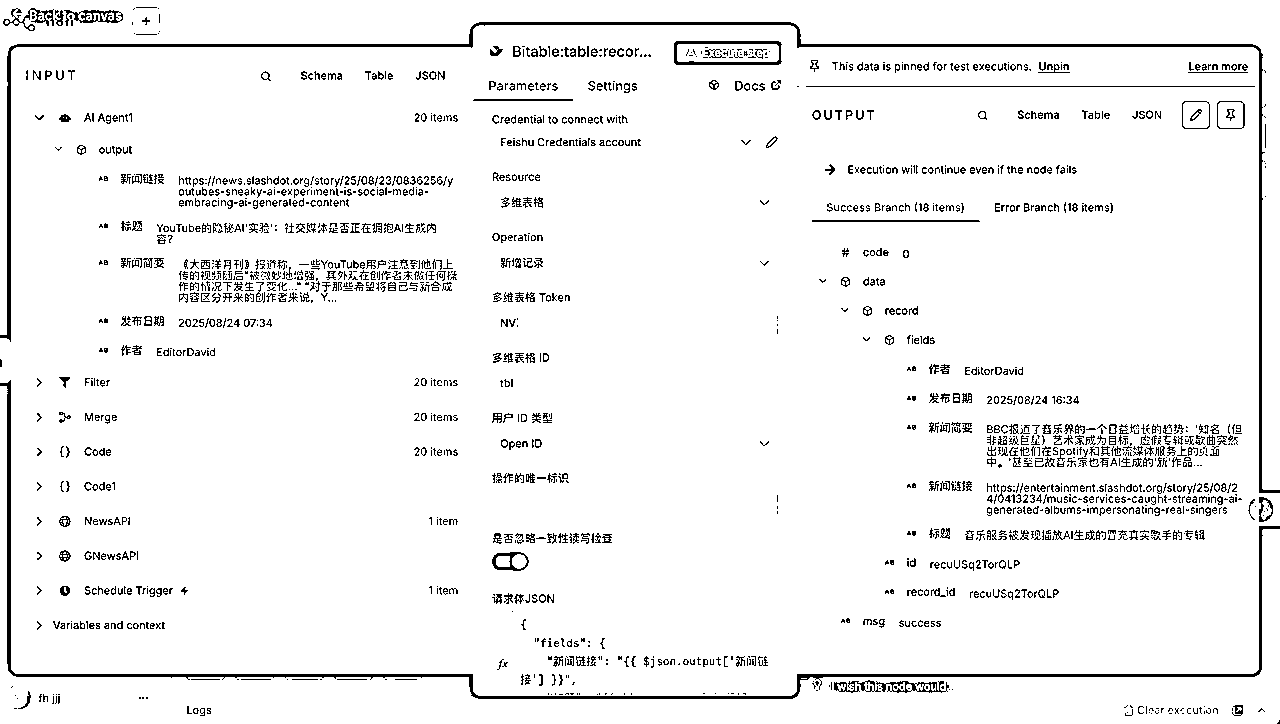 Back to canvas
+
INPUT
Schema
Table
JSON
AI Agent1
20 items
output
新闻链接
https://news.slashdot.org/story/25/08/23/0836256/y
outubes-sneaky-ai-experiment-is-social-media-
embracing-ai-generated-content
标题
YouTube的隐秘AI'实验'：社交媒体是否正在拥抱AI生成内
容?
新闻简要
《大西洋月刊》报道称，一些YouTube用户注意到他们上
传的视频随后"被微妙地增强，其外观在创作者未做任何操
作的情况下发生了变化..." "对于那些希望将自己与新合成
内容区分开来的创作者来说，Y...
发布日期
2025/08/24 07:34
作者
EditorDavid
Filter
20 items
Merge
20 items
Code
20 items
Code1
NewsAPI
1 item
GNewsAPI
Schedule Trigger
1 item
Variables and context
Bitable:table:recor...
Execute step
Parameters
Settings
Docs
Credential to connect with
Feishu Credentials account
Resource
多维表格
Operation
新增记录
多维表格 Token
NV
多维表格 ID
tbl
用户 ID 类型
Open ID
操作的唯一标识
是否忽略一致性读写检查
请求体JSON
{
"fields": {
fx
"新闻链接": "{{ $json.output['新闻链
接'] }}",
This data is pinned for test executions. Unpin
Learn more
OUTPUT
Schema
Table
JSON
Execution will continue even if the node fails
Success Branch (18 items)
Error Branch (18 items)
# code 0
data
record
fields
作者
EditorDavid
发布日期
2025/08/24 16:34
新闻简要
BBC报道了音乐界的一个日益增长的趋势：'知名（但
非超级巨星）艺术家成为目标，虚假专辑或歌曲突然
出现在他们在Spotify和其他流媒体服务上的页面
中。'甚至已故音乐家也有AI生成的'新'作品...
新闻链接
https://entertainment.slashdot.org/story/25/08/2
4/0413234/music-services-caught-streaming-ai-
generated-albums-impersonating-real-singers
标题
音乐服务被发现播放AI生成的冒充真实歌手的专辑
id
recuUSq2TorQLP
record_id
recuUSq2TorQLP
msg
success
I wish this node would..
fh jjj
...
Logs
Clear execution